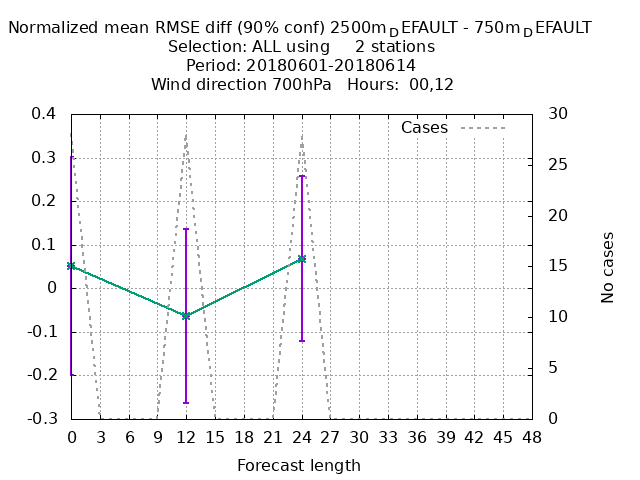 Normalized mean RMSE diff (90% conf) 2500m_DEFAULT - 750m_DEFAULT
Selection: ALL using     2 stations
Period: 20180601-20180614
Wind direction 700hPa   Hours:  00,12
Cases
0.4
0.3
0.2
0.1
0
-0.1
-0.2
-0.3
30
25
20
15
10
5
0
No cases
0 3 6 9 12 15 18 21 24 27 30 33 36 39 42 45 48
Forecast length